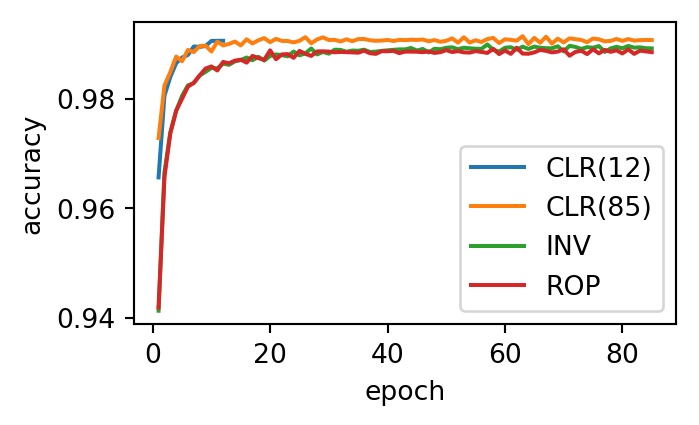 accuracy
0.98
0.96
0.94
CLR(12)
CLR(85)
INV
ROP
0 20 40 60 80
epoch